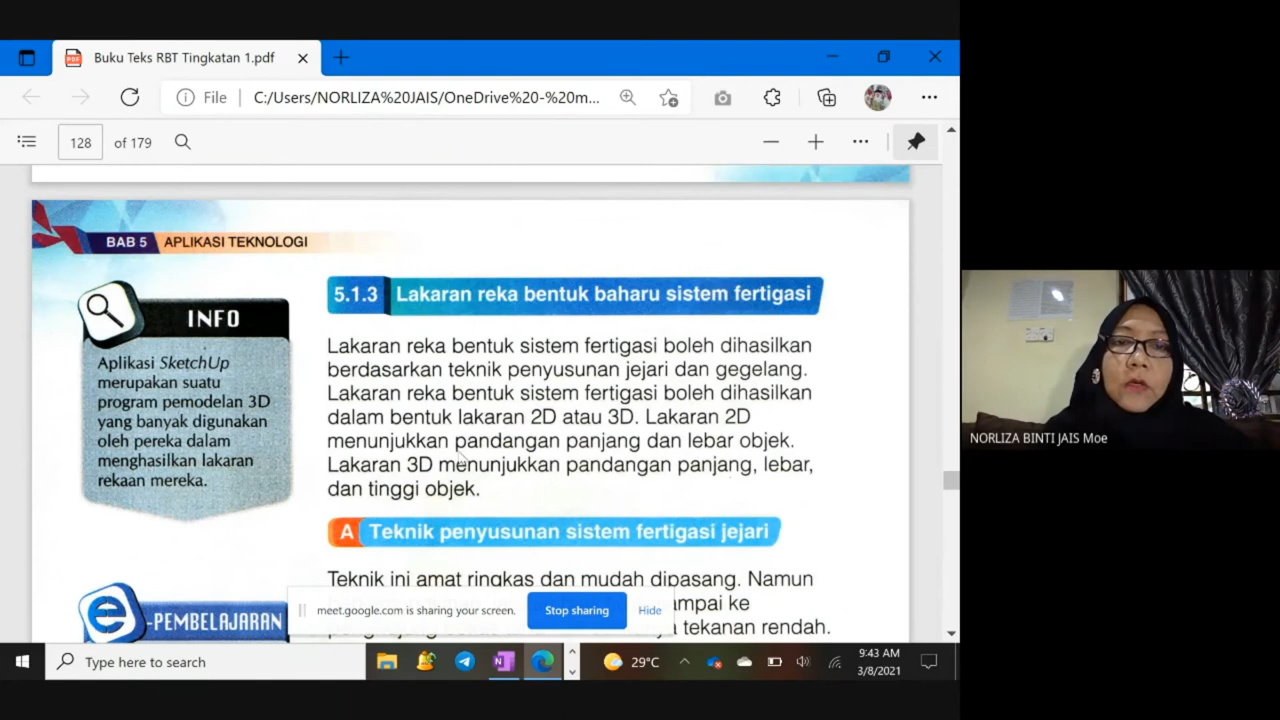 Buku Teks RBT Tingkatan 1.pdf
File
C:/Users/NORLIZA%20JAIS/OneDrive%20-%20m...
128 of 179
BAB 5 APLIKASI TEKNOLOGI
INFO
Aplikasi SketchUp
merupakan suatu
program pemodelan 3D
yang banyak digunakan
oleh pereka dalam
menghasilkan lakaran
rekaan mereka.
e-PEMBELAJARAN
5.1.3 Lakaran reka bentuk baharu sistem fertigasi
Lakaran reka bentuk sistem fertigasi boleh dihasilkan
berdasarkan teknik penyusunan jejari dan gegelang.
Lakaran reka bentuk sistem fertigasi boleh dihasilkan
dalam bentuk lakaran 2D atau 3D. Lakaran 2D
menunjukkan pandangan panjang dan lebar objek.
Lakaran 3D menunjukkan pandangan panjang, lebar,
dan tinggi objek.
A Teknik penyusunan sistem fertigasi jejari
Teknik ini amat ringkas dan mudah dipasang. Namun
ampai ke
tekanan rendah.
meet.google.com is sharing your screen. Stop sharing Hide
NORLIZA BINTI JAIS Moe
Type here to search
29°C
9:43 AM
3/8/2021